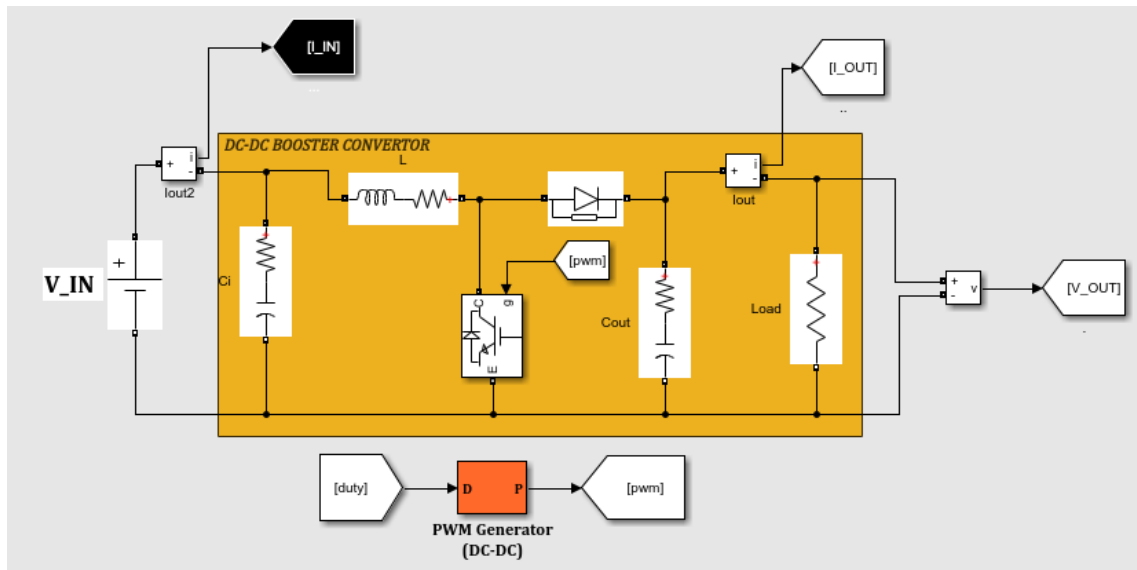 [I_IN]
...
[I_OUT]
..
DC-DC BOOSTER CONVERTOR
L
+
i
-
Iout2
+
i
-
Iout
[pwm]
+
V_IN
Ci
C
g
E
Cout
Load
+
-
v
[V_OUT]
.
[duty]
D
P
[pwm]
PWM Generator
(DC-DC)